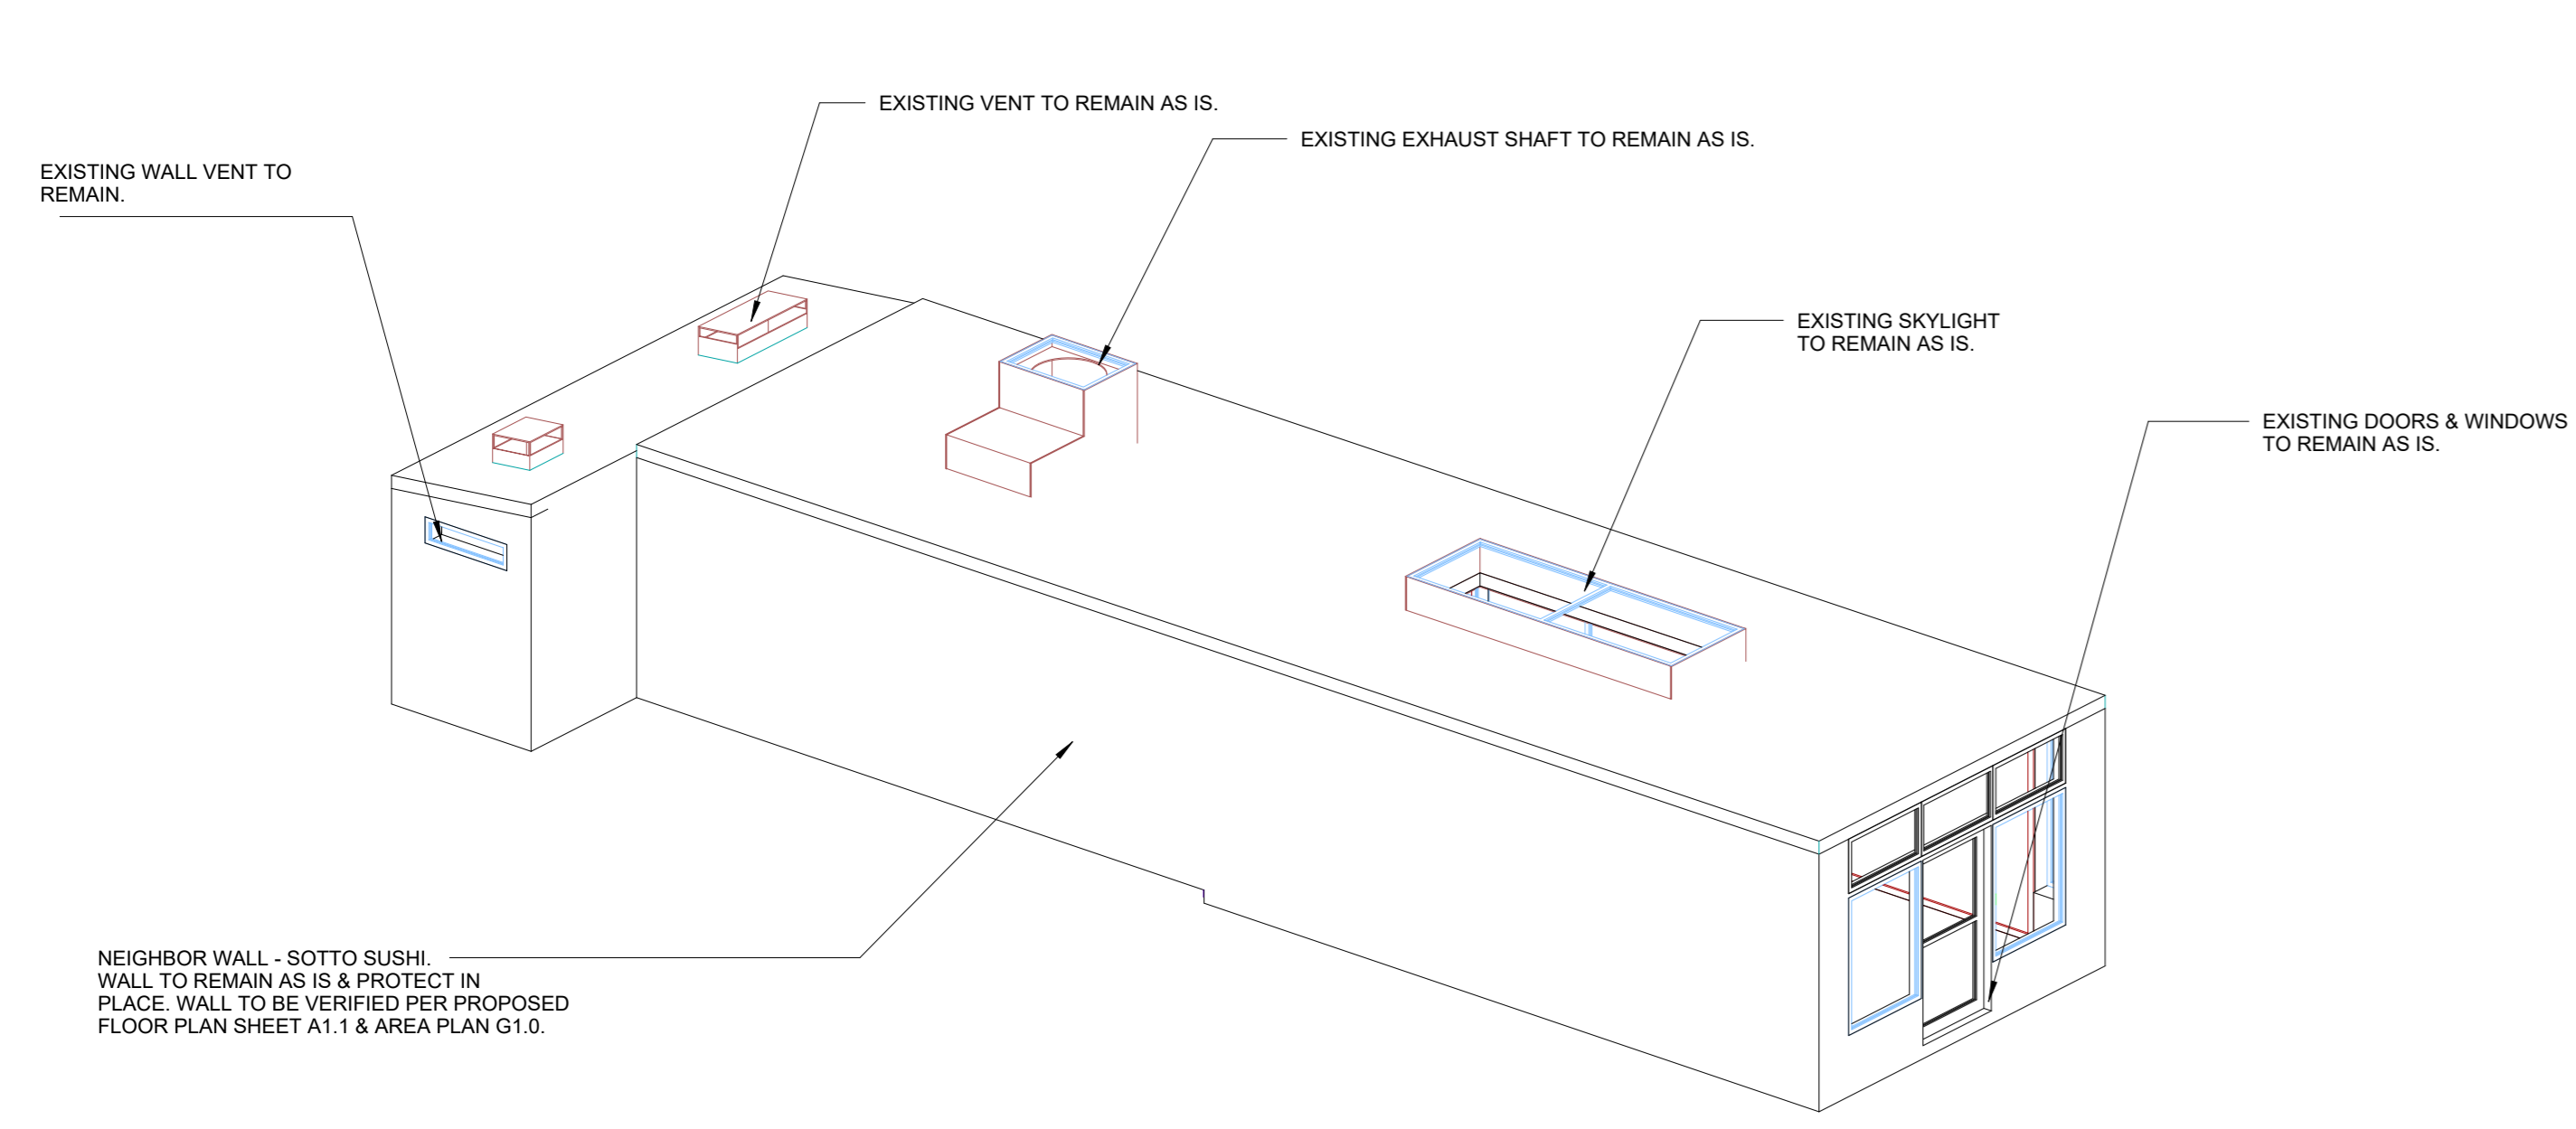 EXISTING VENT TO REMAIN AS IS.
EXISTING EXHAUST SHAFT TO REMAIN AS IS.
EXISTING WALL VENT TO
REMAIN.
EXISTING SKYLIGHT
TO REMAIN AS IS.
EXISTING DOORS & WINDOWS
TO REMAIN AS IS.
NEIGHBOR WALL - SOTTO SUSHI.
WALL TO REMAIN AS IS & PROTECT IN
PLACE. WALL TO BE VERIFIED PER PROPOSED
FLOOR PLAN SHEET A1.1 & AREA PLAN G1.0.